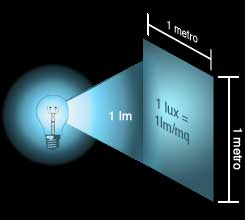 1 metro
1 lm
1 lux =
1lm/mq
1 metro